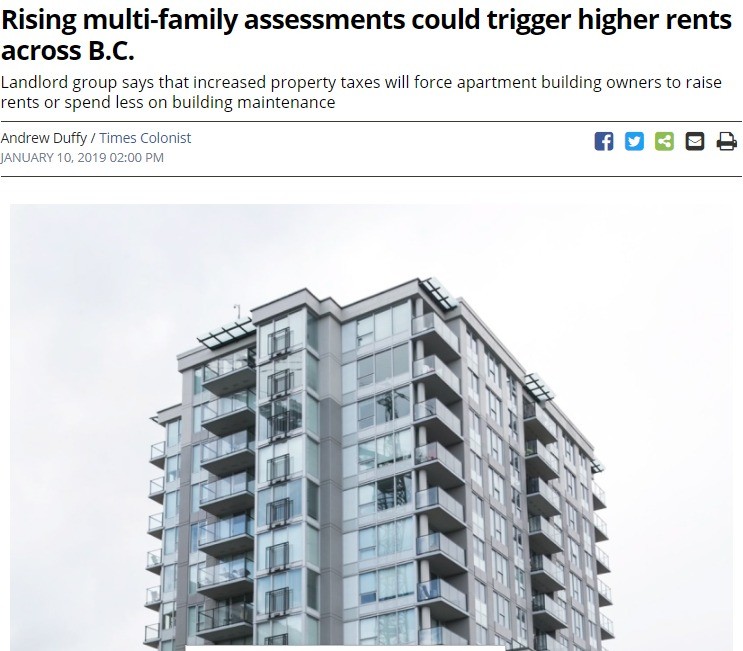 Rising multi-family assessments could trigger higher rents
across B.C.
Landlord group says that increased property taxes will force apartment building owners to raise
rents or spend less on building maintenance
Andrew Duffy / Times Colonist
JANUARY 10, 2019 02:00 PM